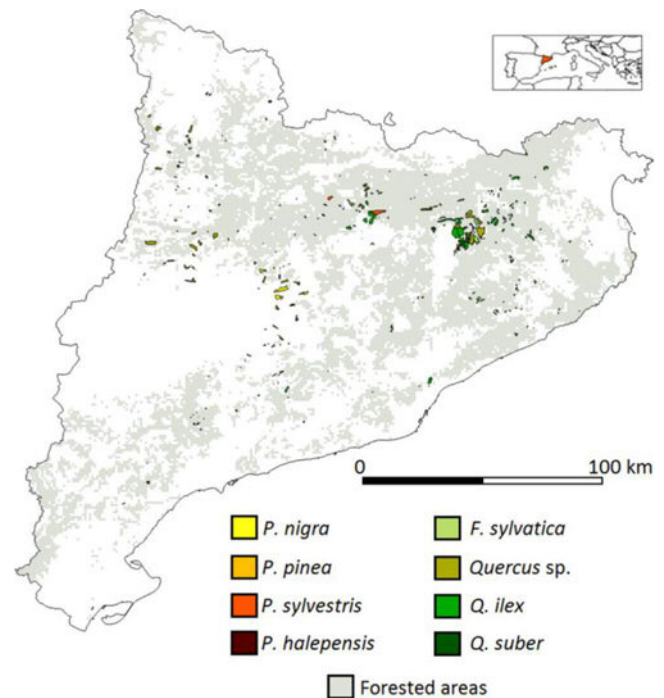 0 100 km
P. nigra F. sylvatica
P. pinea Quercus sp.
P. sylvestris Q. ilex
P. halepensis Q. suber
Forested areas